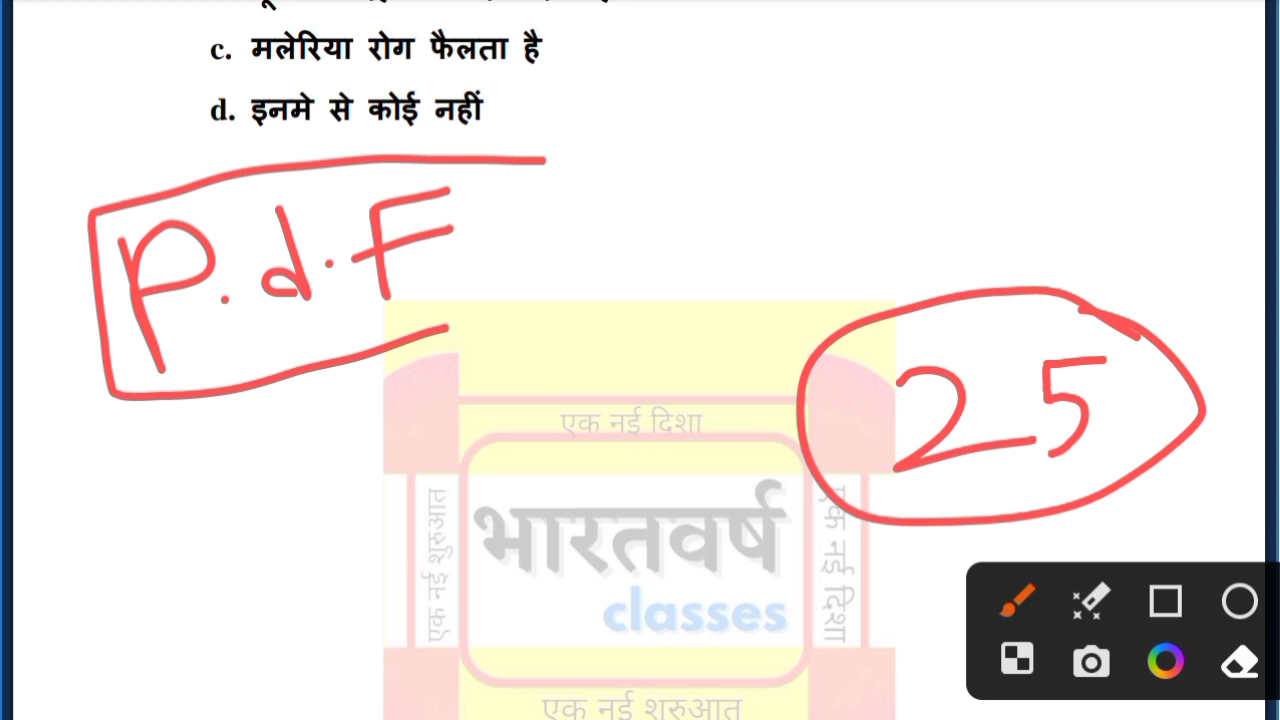 c. मलेरिया रोग फैलता है
d. इनमे से कोई नहीं
P.d.F
25
एक नई दिशा
एक नई शुरुआत
भारतवर्ष
classes
एक नई दिशा
एक नई शुरुआत